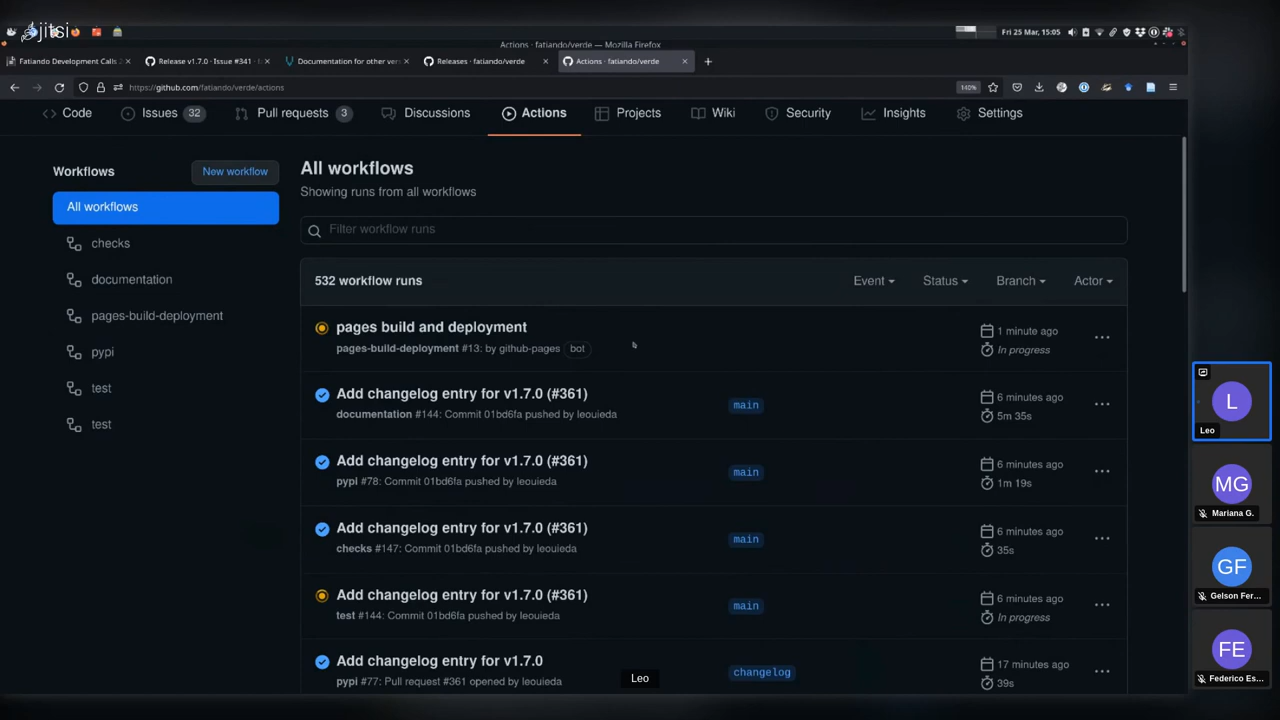 jitsi
Fri 25 Mar, 15:05
Actions · fatiando/verde — Mozilla Firefox
Fatiando Development Calls 2
Release v1.7.0 · Issue #341 ·
Documentation for other ver
Releases · fatiando/verde
Actions · fatiando/verde
https://github.com/fatiando/verde/actions
140%
Code
Issues 32
Pull requests 3
Discussions
Actions
Projects
Wiki
Security
Insights
Settings
Workflows
New workflow
All workflows
checks
documentation
pages-build-deployment
pypi
test
test
All workflows
Showing runs from all workflows
Filter workflow runs
532 workflow runs
Event
Status
Branch
Actor
pages build and deployment
pages-build-deployment #13: by github-pages bot
1 minute ago
In progress
Add changelog entry for v1.7.0 (#361)
documentation #144: Commit 01bd6fa pushed by leouieda
main
6 minutes ago
5m 35s
Add changelog entry for v1.7.0 (#361)
pypi #78: Commit 01bd6fa pushed by leouieda
main
6 minutes ago
1m 19s
Add changelog entry for v1.7.0 (#361)
checks #147: Commit 01bd6fa pushed by leouieda
main
6 minutes ago
35s
Add changelog entry for v1.7.0 (#361)
test #144: Commit 01bd6fa pushed by leouieda
main
6 minutes ago
In progress
Add changelog entry for v1.7.0
pypi #77: Pull request #361 opened by leouieda
changelog
17 minutes ago
39s
Leo
L
Leo
MG
Mariana G.
GF
Gelson Fer...
FE
Federico Es...